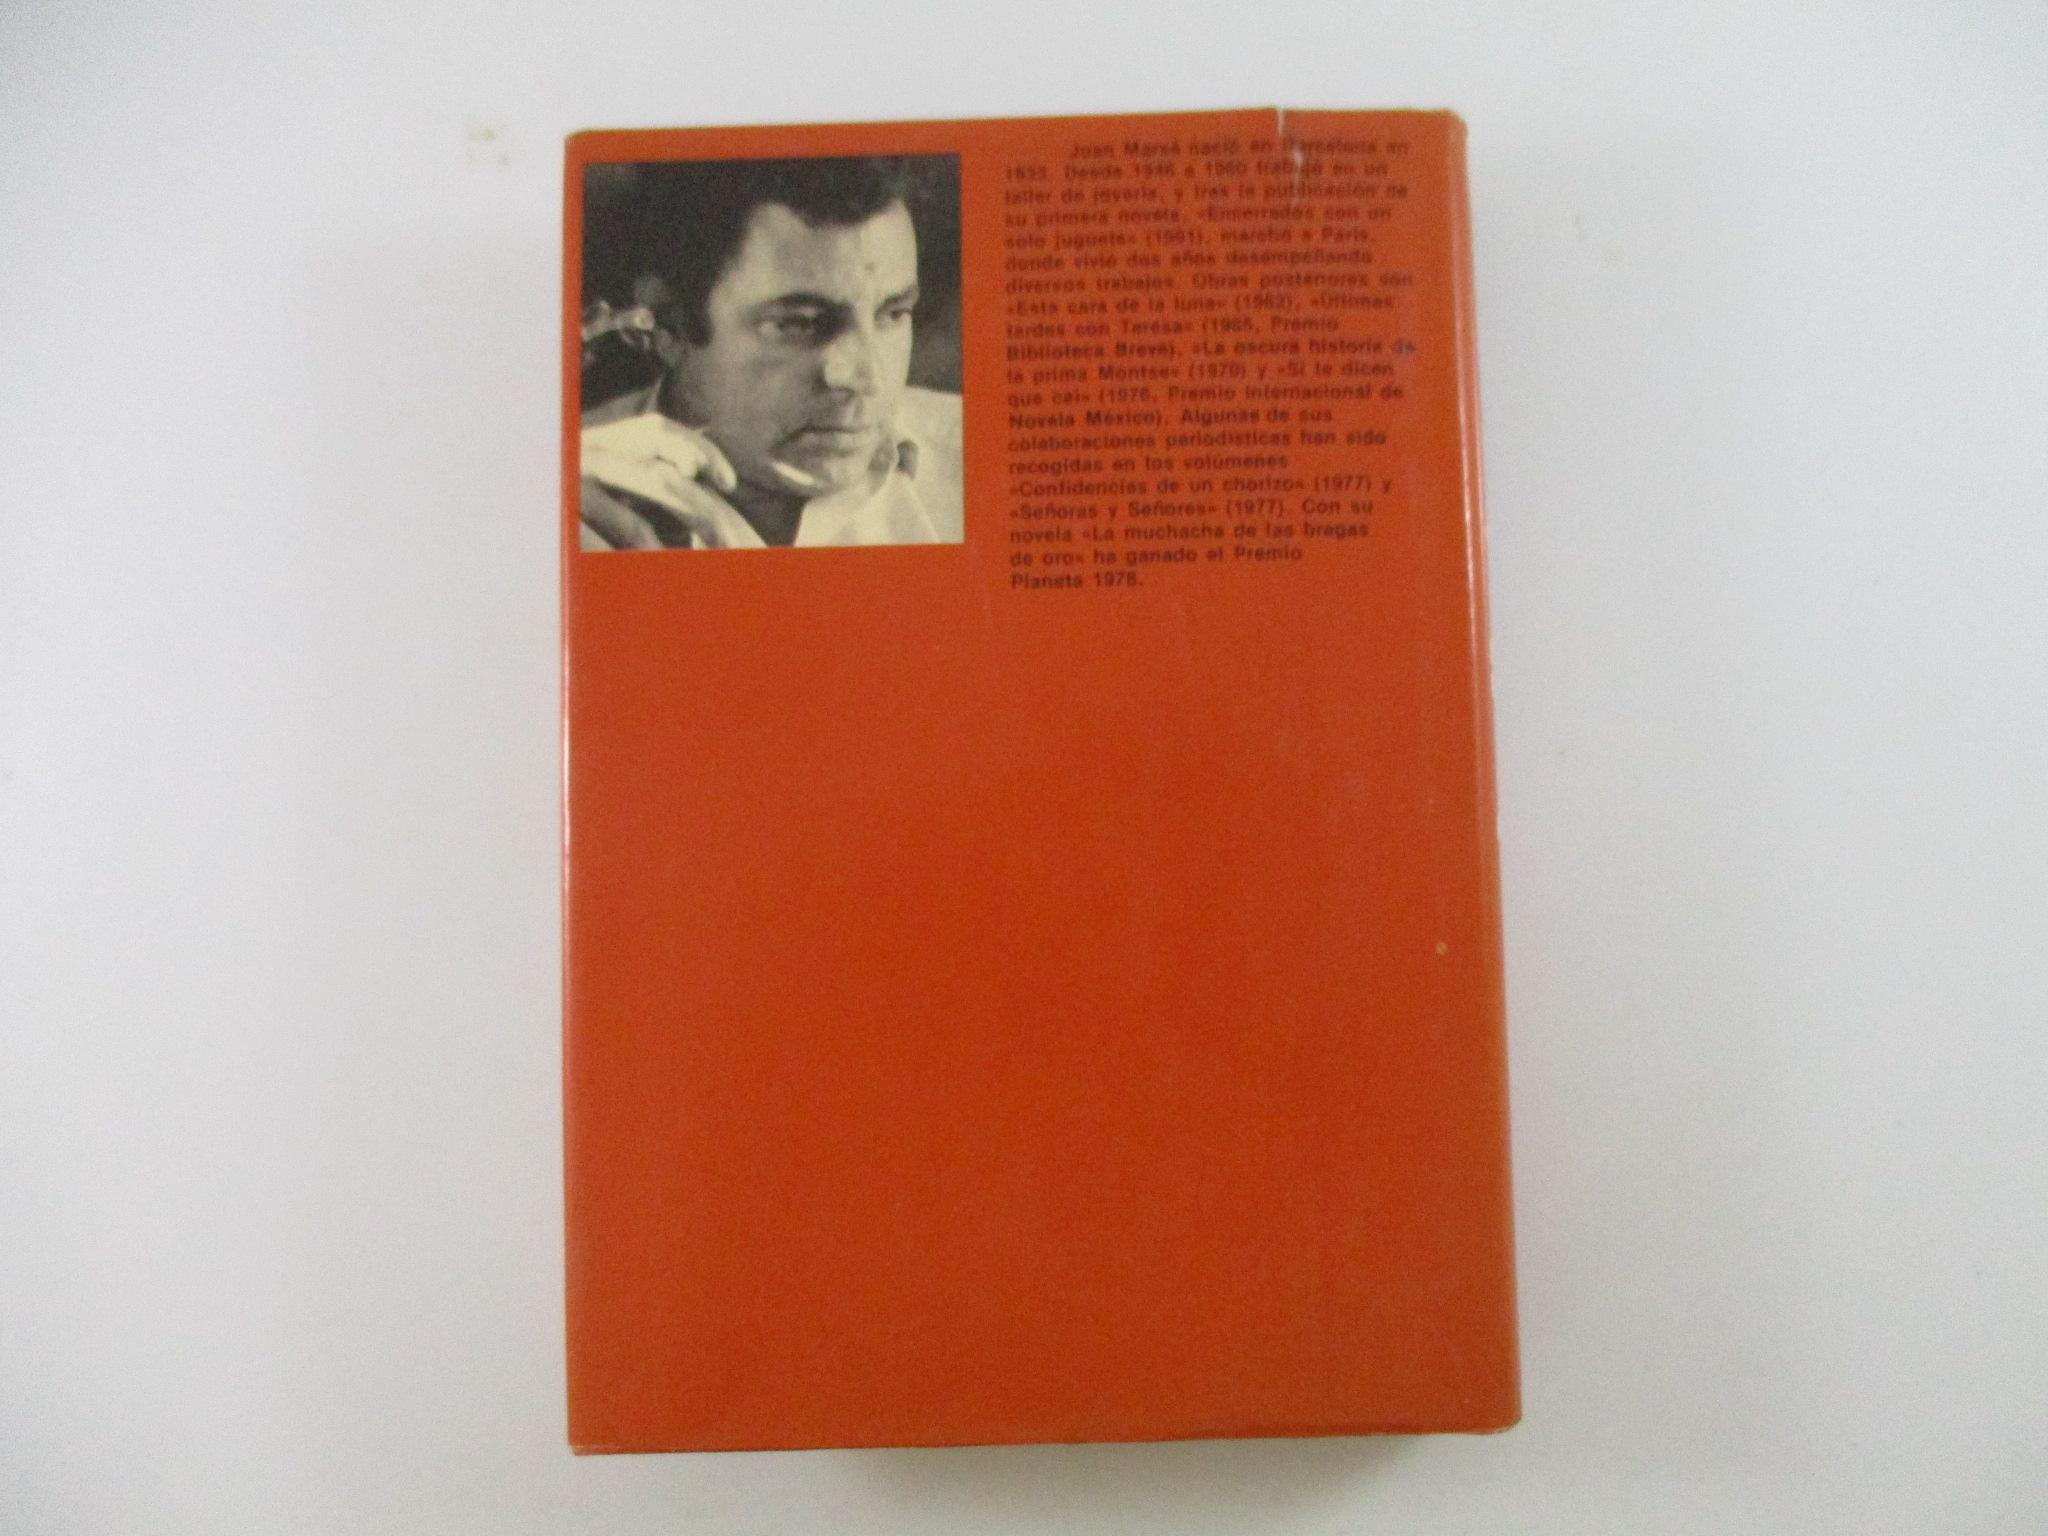 Juan Marsé nació en Barcelona en
1933. Desde 1946 a 1960 trabajó en un
taller de joyería, y tras la publicación de
su primera novela, «Encerrados con un
solo juguete» (1961), marchó a París,
donde vivió dos años desempeñando
diversos trabajos. Obras posteriores son
«Esta cara de la luna» (1962), «Últimas
tardes con Teresa» (1965, Premio
Biblioteca Breve), «La oscura historia de
la prima Montse» (1970) y «Si te dicen
que caí» (1976, Premio Internacional de
Novela México). Algunas de sus
colaboraciones periodísticas han sido
recogidas en los volúmenes
«Confidencias de un chorizo» (1977) y
«Señoras y Señores» (1977). Con su
novela «La muchacha de las bragas
de oro» ha ganado el Premio
Planeta 1978.